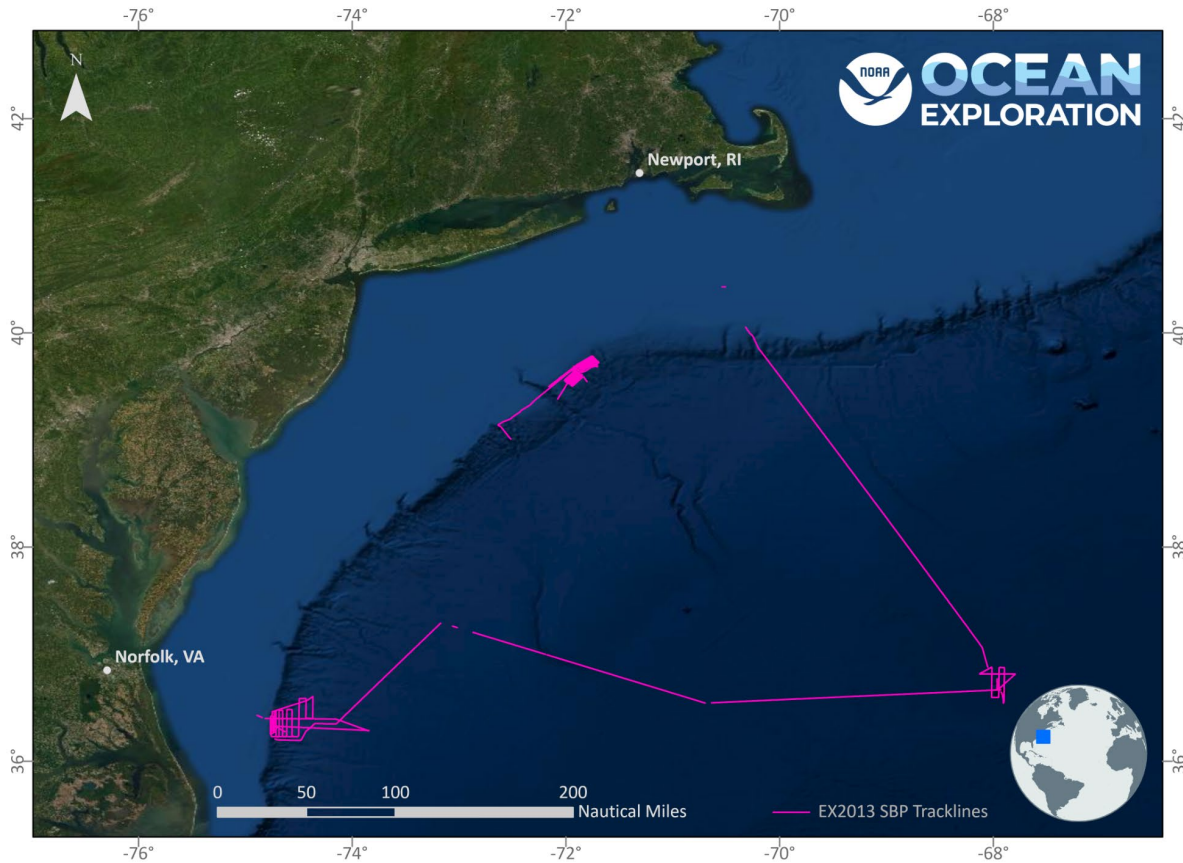 -76° -74° -72° -70° -68°
N
NOAA
OCEAN
EXPLORATION
42° 42°
Newport, RI
40° 40°
38° 38°
Norfolk, VA
36° 36°
0 50 100 200
Nautical Miles
EX2013 SBP Tracklines
-76° -74° -72° -70° -68°